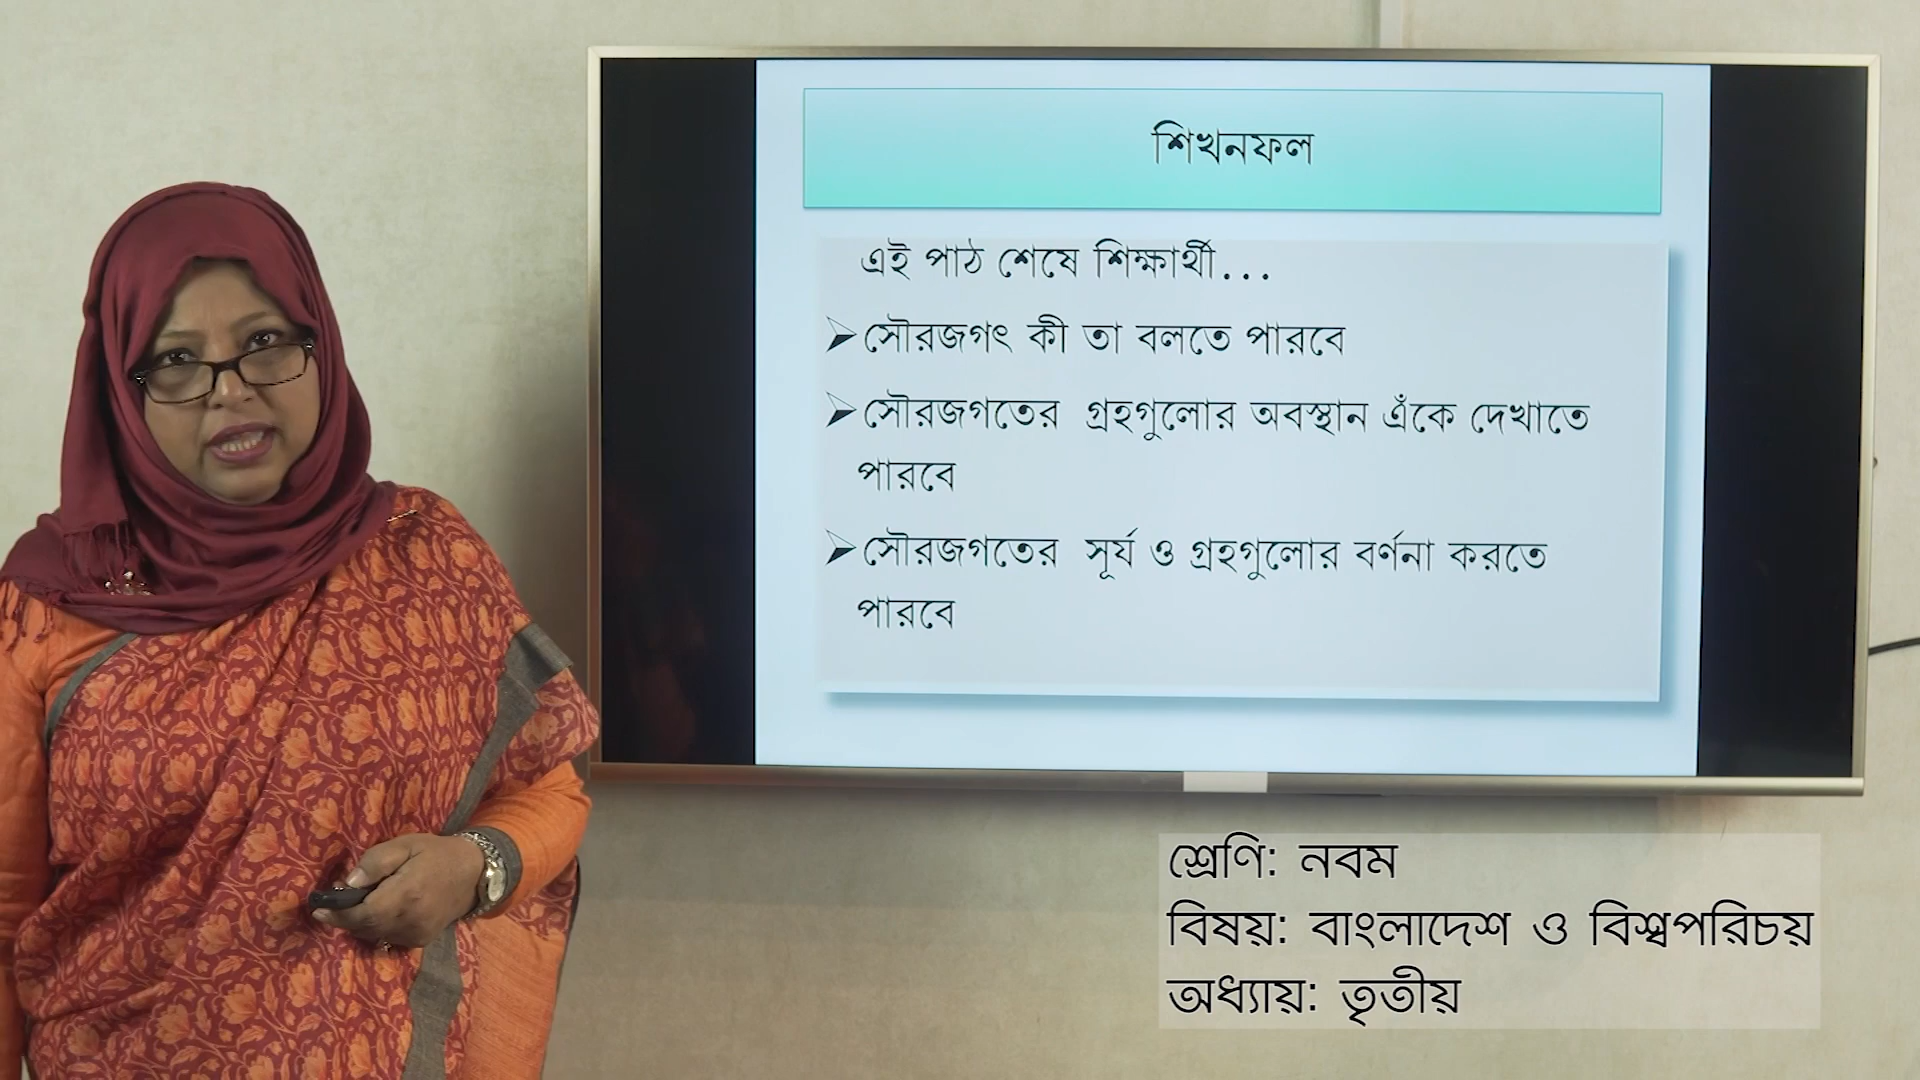 শিখনফল
এই পাঠ শেষে শিক্ষার্থী...
➢সৌরজগৎ কী তা বলতে পারবে
➢সৌরজগতের গ্রহগুলোর অবস্থান এঁকে দেখাতে
পারবে
➢সৌরজগতের সূর্য ও গ্রহগুলোর বর্ণনা করতে
পারবে
শ্রেণি: নবম
বিষয়: বাংলাদেশ ও বিশ্বপরিচয়
অধ্যায়: তৃতীয়